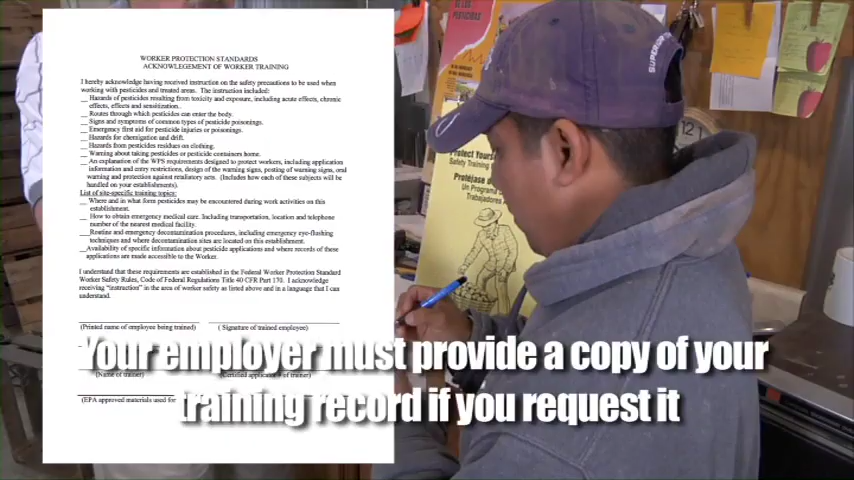 WORKER PROTECTION STANDARDS
ACKNOWLEGEMENT OF WORKER TRAINING
I hereby acknowledge having received instruction on the safety precautions to be used when
working with pesticides and treated areas. The instruction included:
__ Hazards of pesticides resulting from toxicity and exposure, including acute effects, chronic
effects, effects and sensitization.
__ Routes through which pesticides can enter the body.
__ Signs and symptoms of common types of pesticide poisonings.
__ Emergency first aid for pesticide injuries or poisonings.
__ Hazards for chemigation and drift.
__ Hazards from pesticides residues on clothing.
__ Warning about taking pesticides or pesticide containers home.
__ An explanation of the WPS requirements designed to protect workers, including application
information and entry restrictions, design of the warning signs, posting of warning signs, oral
warning and protection against retaliatory acts. (Includes how each of these subjects will be
handled on your establishments).
List of site-specific training topics:
__ Where and in what form pesticides may be encountered during work activities on this
establishment.
__ How to obtain emergency medical care. Including transportation, location and telephone
number of the nearest medical facility.
__Routine and emergency decontamination procedures, including emergency eye-flushing
techniques and where decontamination sites are located on this establishment.
__Availability of specific information about pesticide applications and where records of these
applications are made accessible to the Worker.
I understand that these requirements are established in the Federal Worker Protection Standard
Worker Safety Rules, Code of Federal Regulations Title 40 CFR Part 170. I acknowledge
receiving "instruction" in the area of worker safety as listed above and in a language that I can
understand.
(Printed name of employee being trained) ( Signature of trained employee)
(Name of trainer) (Certified applicator # of trainer)
(EPA approved materials used for
PESTICIDAS
SUPERIOR
Protect Yours
Safety Training
Protéjase
Un Programa
Trabajadores
12
Your employer must provide a copy of your
training record if you request it